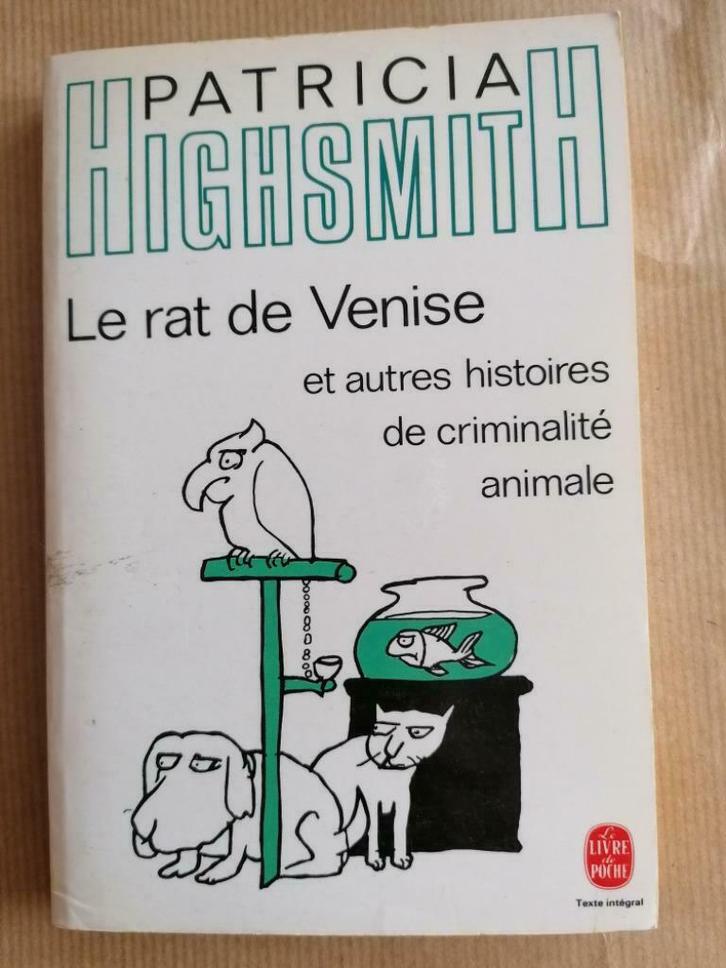 PATRICIA
HIGHSMITH
Le rat de Venise
et autres histoires
de criminalité
animale
Le
LIVRE
de
POCHE
Texte intégral